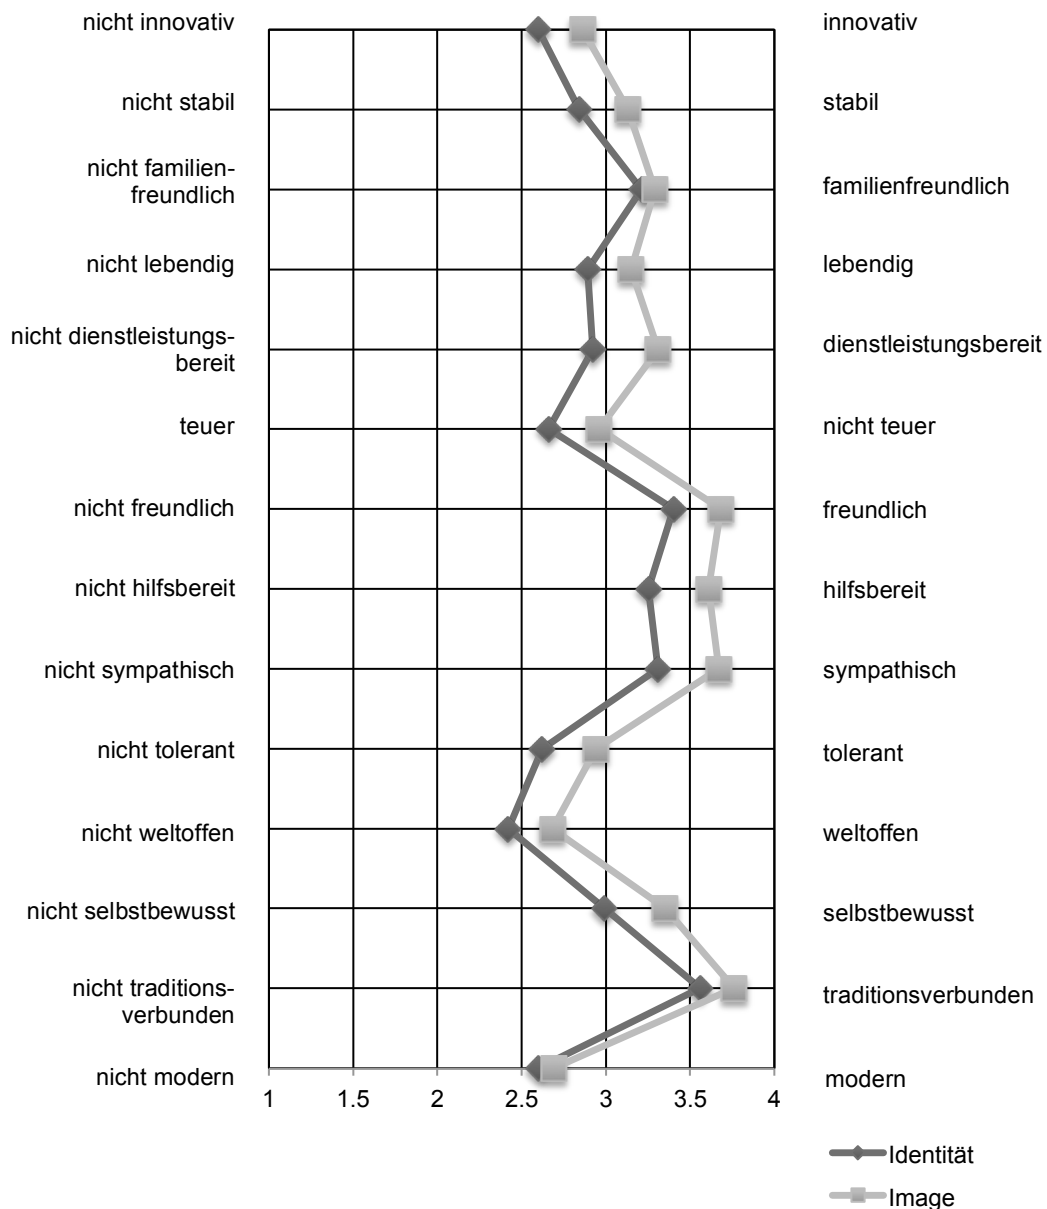 nicht innovativ
innovativ
nicht stabil
stabil
nicht familien-
freundlich
familienfreundlich
nicht lebendig
lebendig
nicht dienstleistungs-
bereit
dienstleistungsbereit
teuer
nicht teuer
nicht freundlich
freundlich
nicht hilfsbereit
hilfsbereit
nicht sympathisch
sympathisch
nicht tolerant
tolerant
nicht weltoffen
weltoffen
nicht selbstbewusst
selbstbewusst
nicht traditions-
verbunden
traditionsverbunden
nicht modern
modern
1 1.5 2 2.5 3 3.5 4
Identität
Image